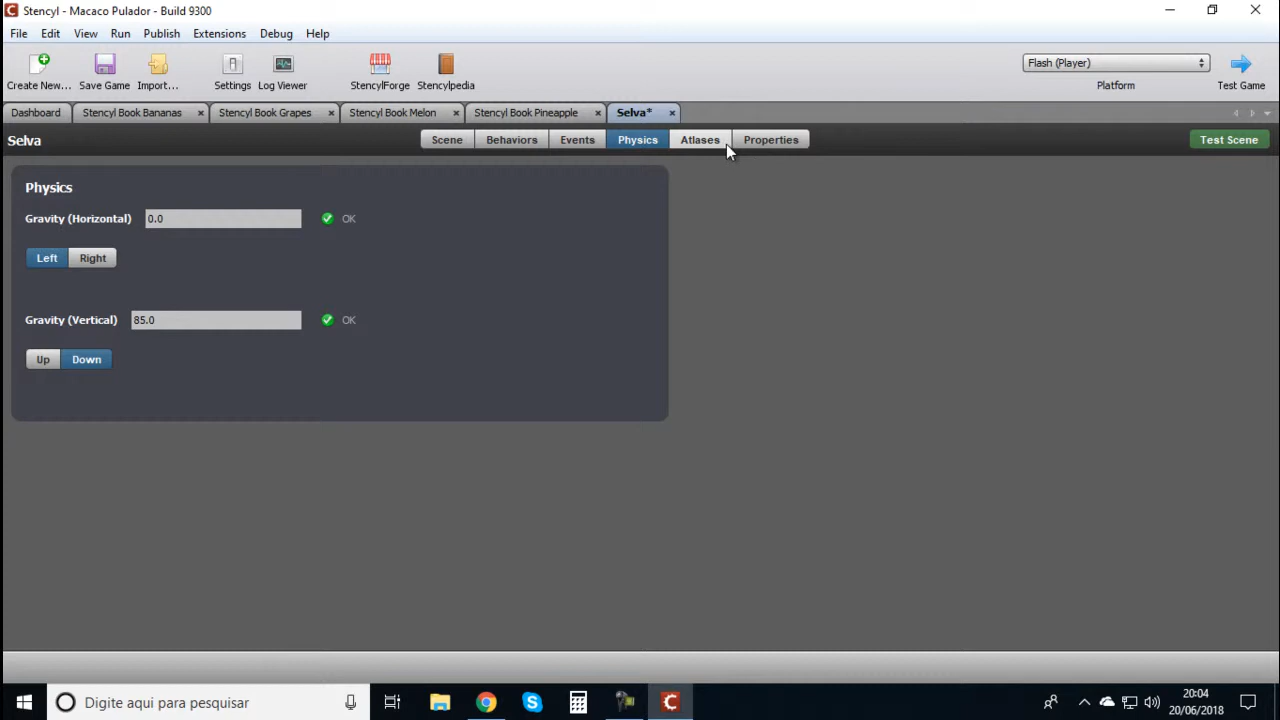 Stencyl - Macaco Pulador - Build 9300
File Edit View Run Publish Extensions Debug Help
Create New... Save Game Import... Settings Log Viewer StencylForge Stencylpedia
Flash (Player)
Platform
Test Game
Dashboard Stencyl Book Bananas Stencyl Book Grapes Stencyl Book Melon Stencyl Book Pineapple Selva*
Selva Scene Behaviors Events Physics Atlases Properties Test Scene
Physics
Gravity (Horizontal) 0.0 OK
Left Right
Gravity (Vertical) 85.0 OK
Up Down
Digite aqui para pesquisar
20:04
20/06/2018